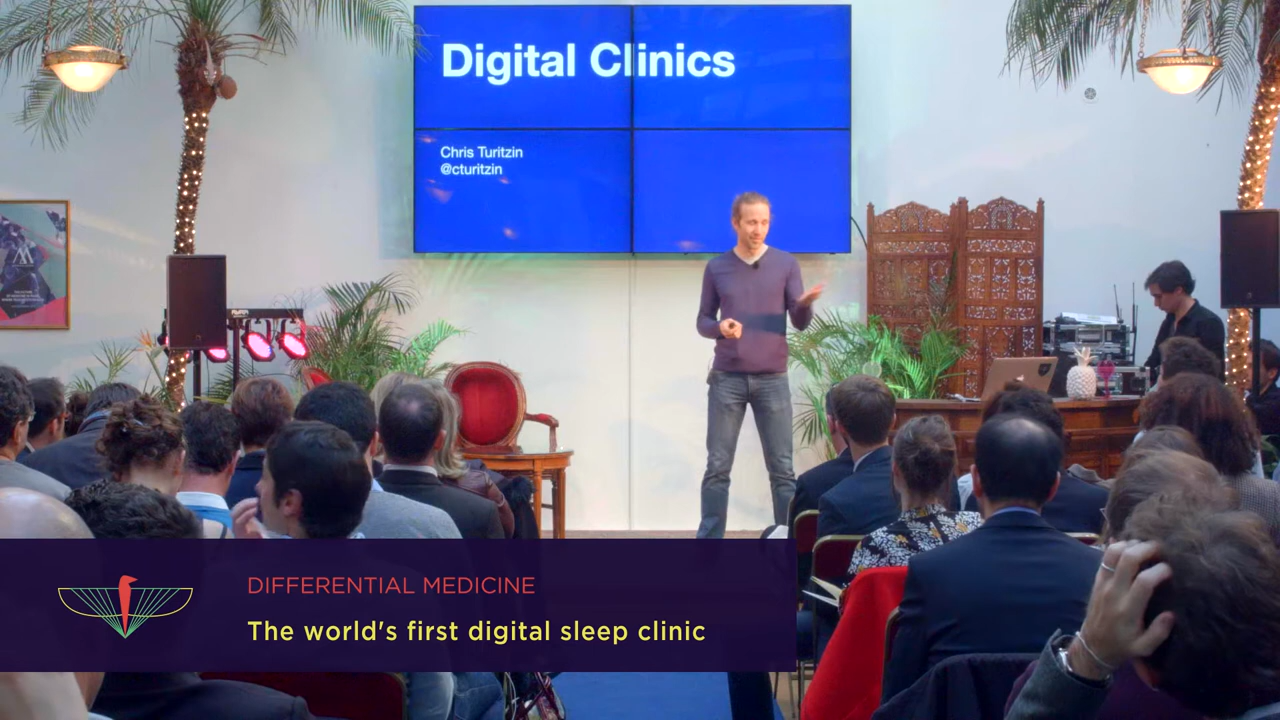 Digital Clinics
Chris Turitzin
@cturitzin
DIFFERENTIAL MEDICINE
The world's first digital sleep clinic